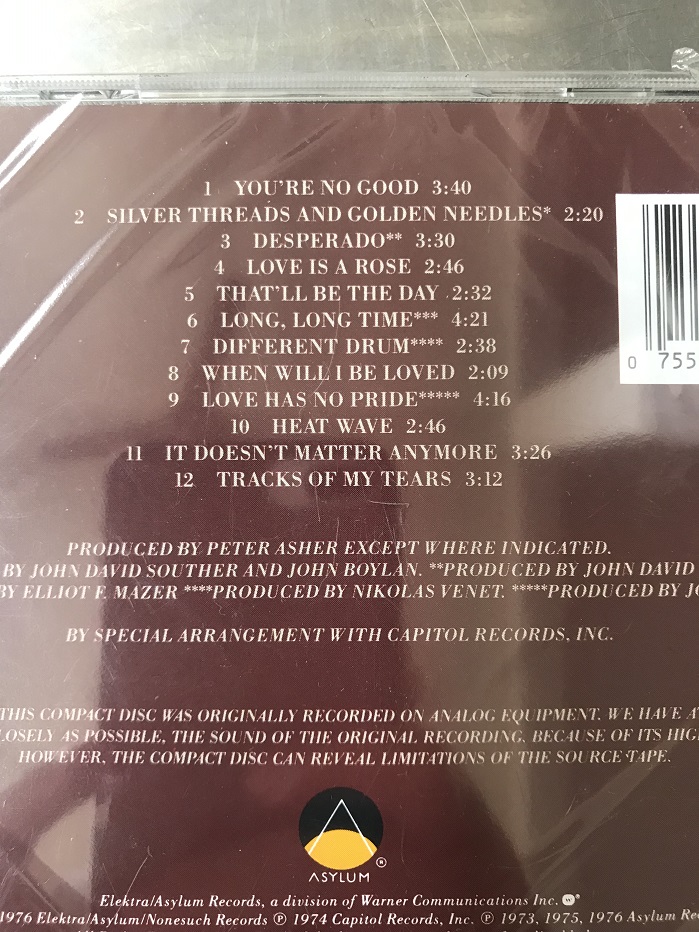 1 YOU'RE NO GOOD 3:40
2 SILVER THREADS AND GOLDEN NEEDLES* 2:20
3 DESPERADO** 3:30
4 LOVE IS A ROSE 2:46
5 THAT'LL BE THE DAY 2:32
6 LONG, LONG TIME*** 4:21
7 DIFFERENT DRUM**** 2:38
8 WHEN WILL I BE LOVED 2:09
9 LOVE HAS NO PRIDE***** 4:16
10 HEAT WAVE 2:46
11 IT DOESN'T MATTER ANYMORE 3:26
12 TRACKS OF MY TEARS 3:12
0 755
PRODUCED BY PETER ASHER EXCEPT WHERE INDICATED.
BY JOHN DAVID SOUTHER AND JOHN BOYLAN. **PRODUCED BY JOHN DAVID
BY ELLIOT F. MAZER ****PRODUCED BY NIKOLAS VENET. *****PRODUCED BY
BY SPECIAL ARRANGEMENT WITH CAPITOL RECORDS, INC.
THIS COMPACT DISC WAS ORIGINALLY RECORDED ON ANALOG EQUIPMENT. WE HAVE
LOSELY AS POSSIBLE, THE SOUND OF THE ORIGINAL RECORDING. BECAUSE OF ITS HIG
HOWEVER, THE COMPACT DISC CAN REVEAL LIMITATIONS OF THE SOURCE TAPE.
ASYLUM ®
Elektra/Asylum Records, a division of Warner Communications Inc.
1976 Elektra/Asylum/Nonesuch Records ℗ 1974 Capitol Records, Inc. ℗ 1973, 1975, 1976 Asylum Re